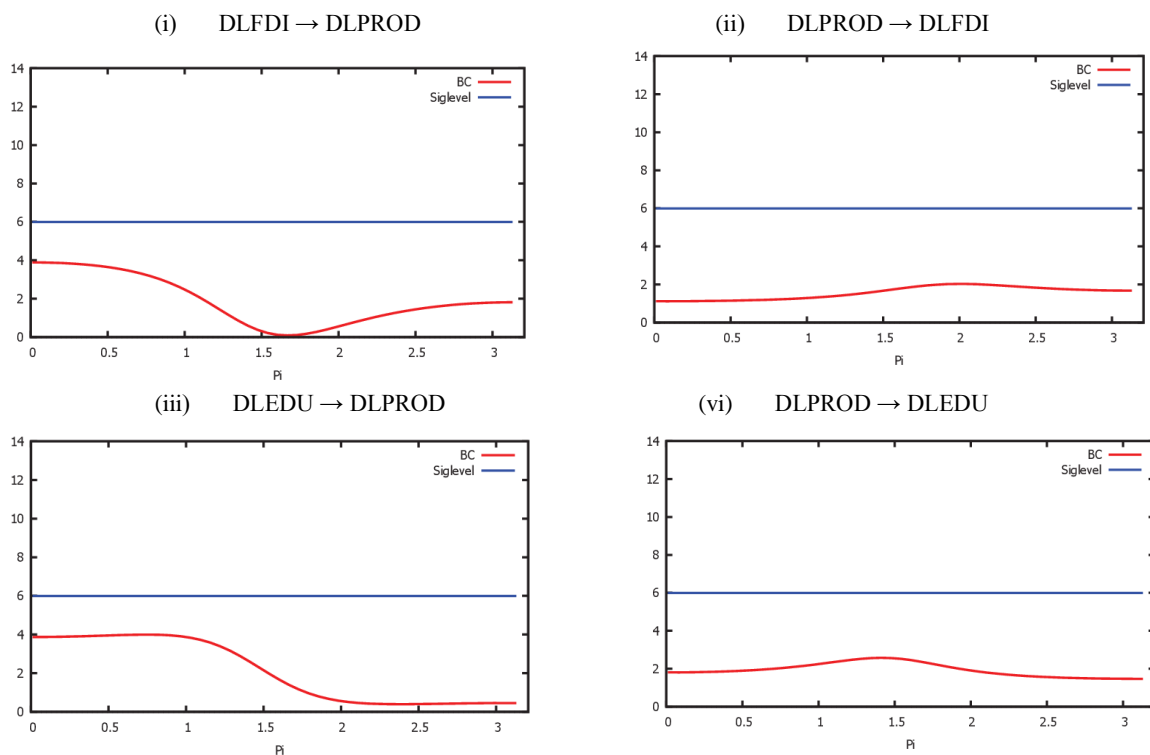 (i) DLFDI → DLPROD
(ii) DLPROD → DLFDI
14
12
10
8
6
4
2
0
BC
Siglevel
0 0.5 1 1.5 2 2.5 3
Pi
14
12
10
8
6
4
2
0
BC
Siglevel
0 0.5 1 1.5 2 2.5 3
Pi
(iii) DLEDU → DLPROD
(vi) DLPROD → DLEDU
14
12
10
8
6
4
2
0
BC
Siglevel
0 0.5 1 1.5 2 2.5 3
Pi
14
12
10
8
6
4
2
0
BC
Siglevel
0 0.5 1 1.5 2 2.5 3
Pi